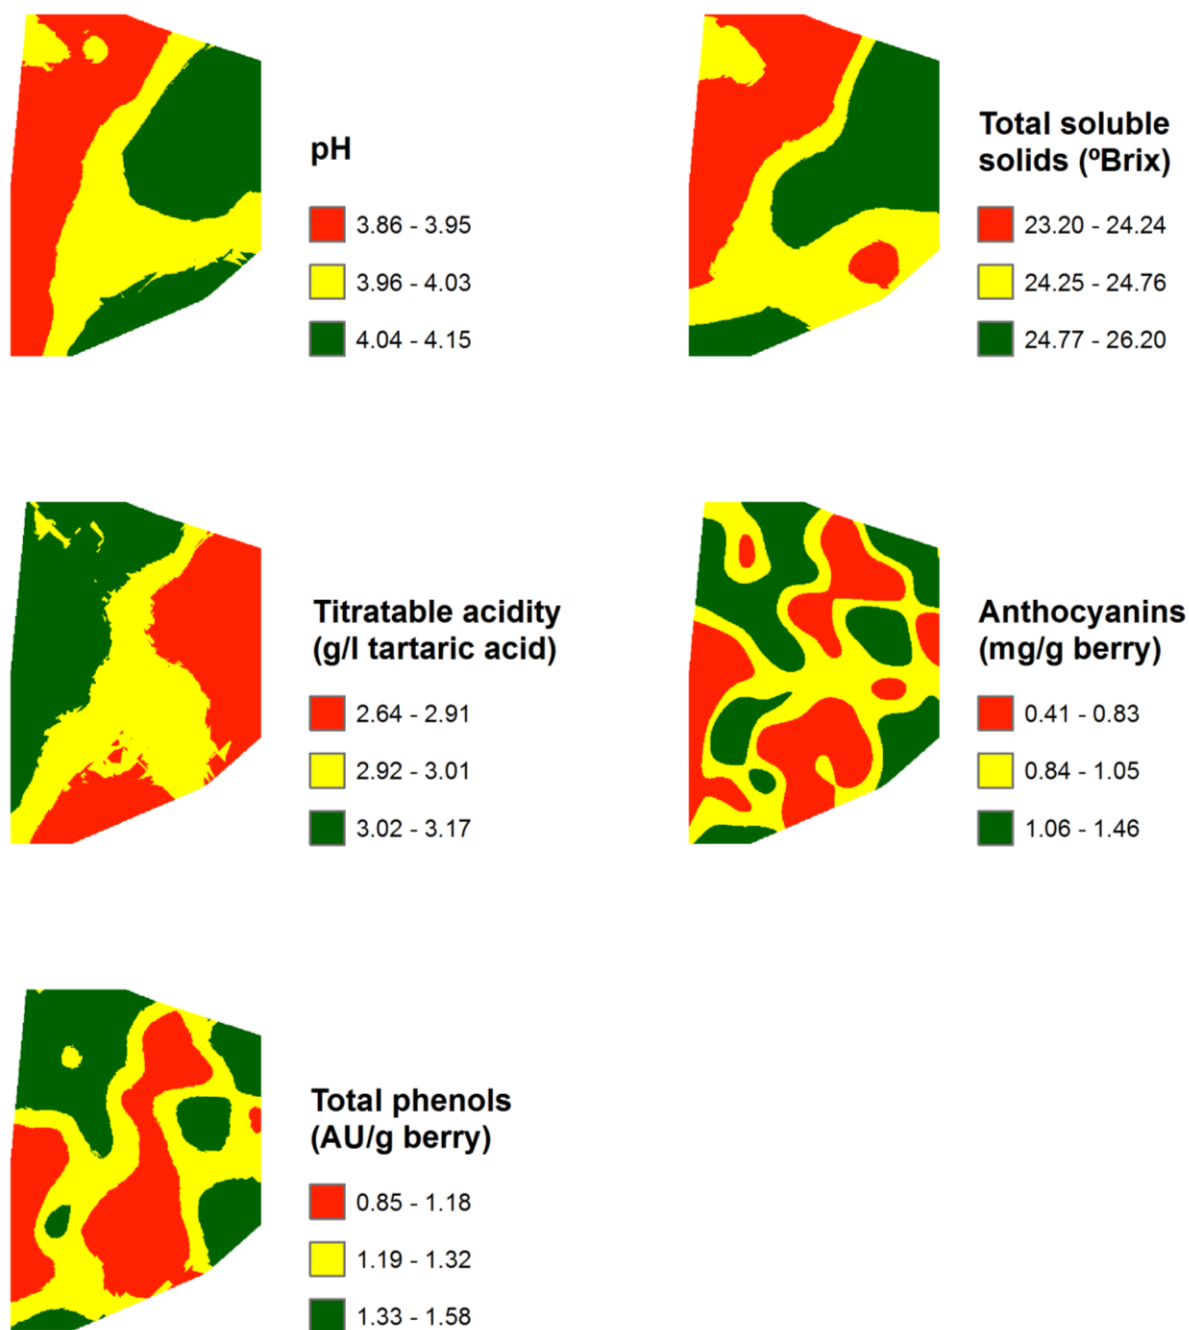 pH
3.86 - 3.95
3.96 - 4.03
4.04 - 4.15
Total soluble
solids (ºBrix)
23.20 - 24.24
24.25 - 24.76
24.77 - 26.20
Titratable acidity
(g/l tartaric acid)
2.64 - 2.91
2.92 - 3.01
3.02 - 3.17
Anthocyanins
(mg/g berry)
0.41 - 0.83
0.84 - 1.05
1.06 - 1.46
Total phenols
(AU/g berry)
0.85 - 1.18
1.19 - 1.32
1.33 - 1.58